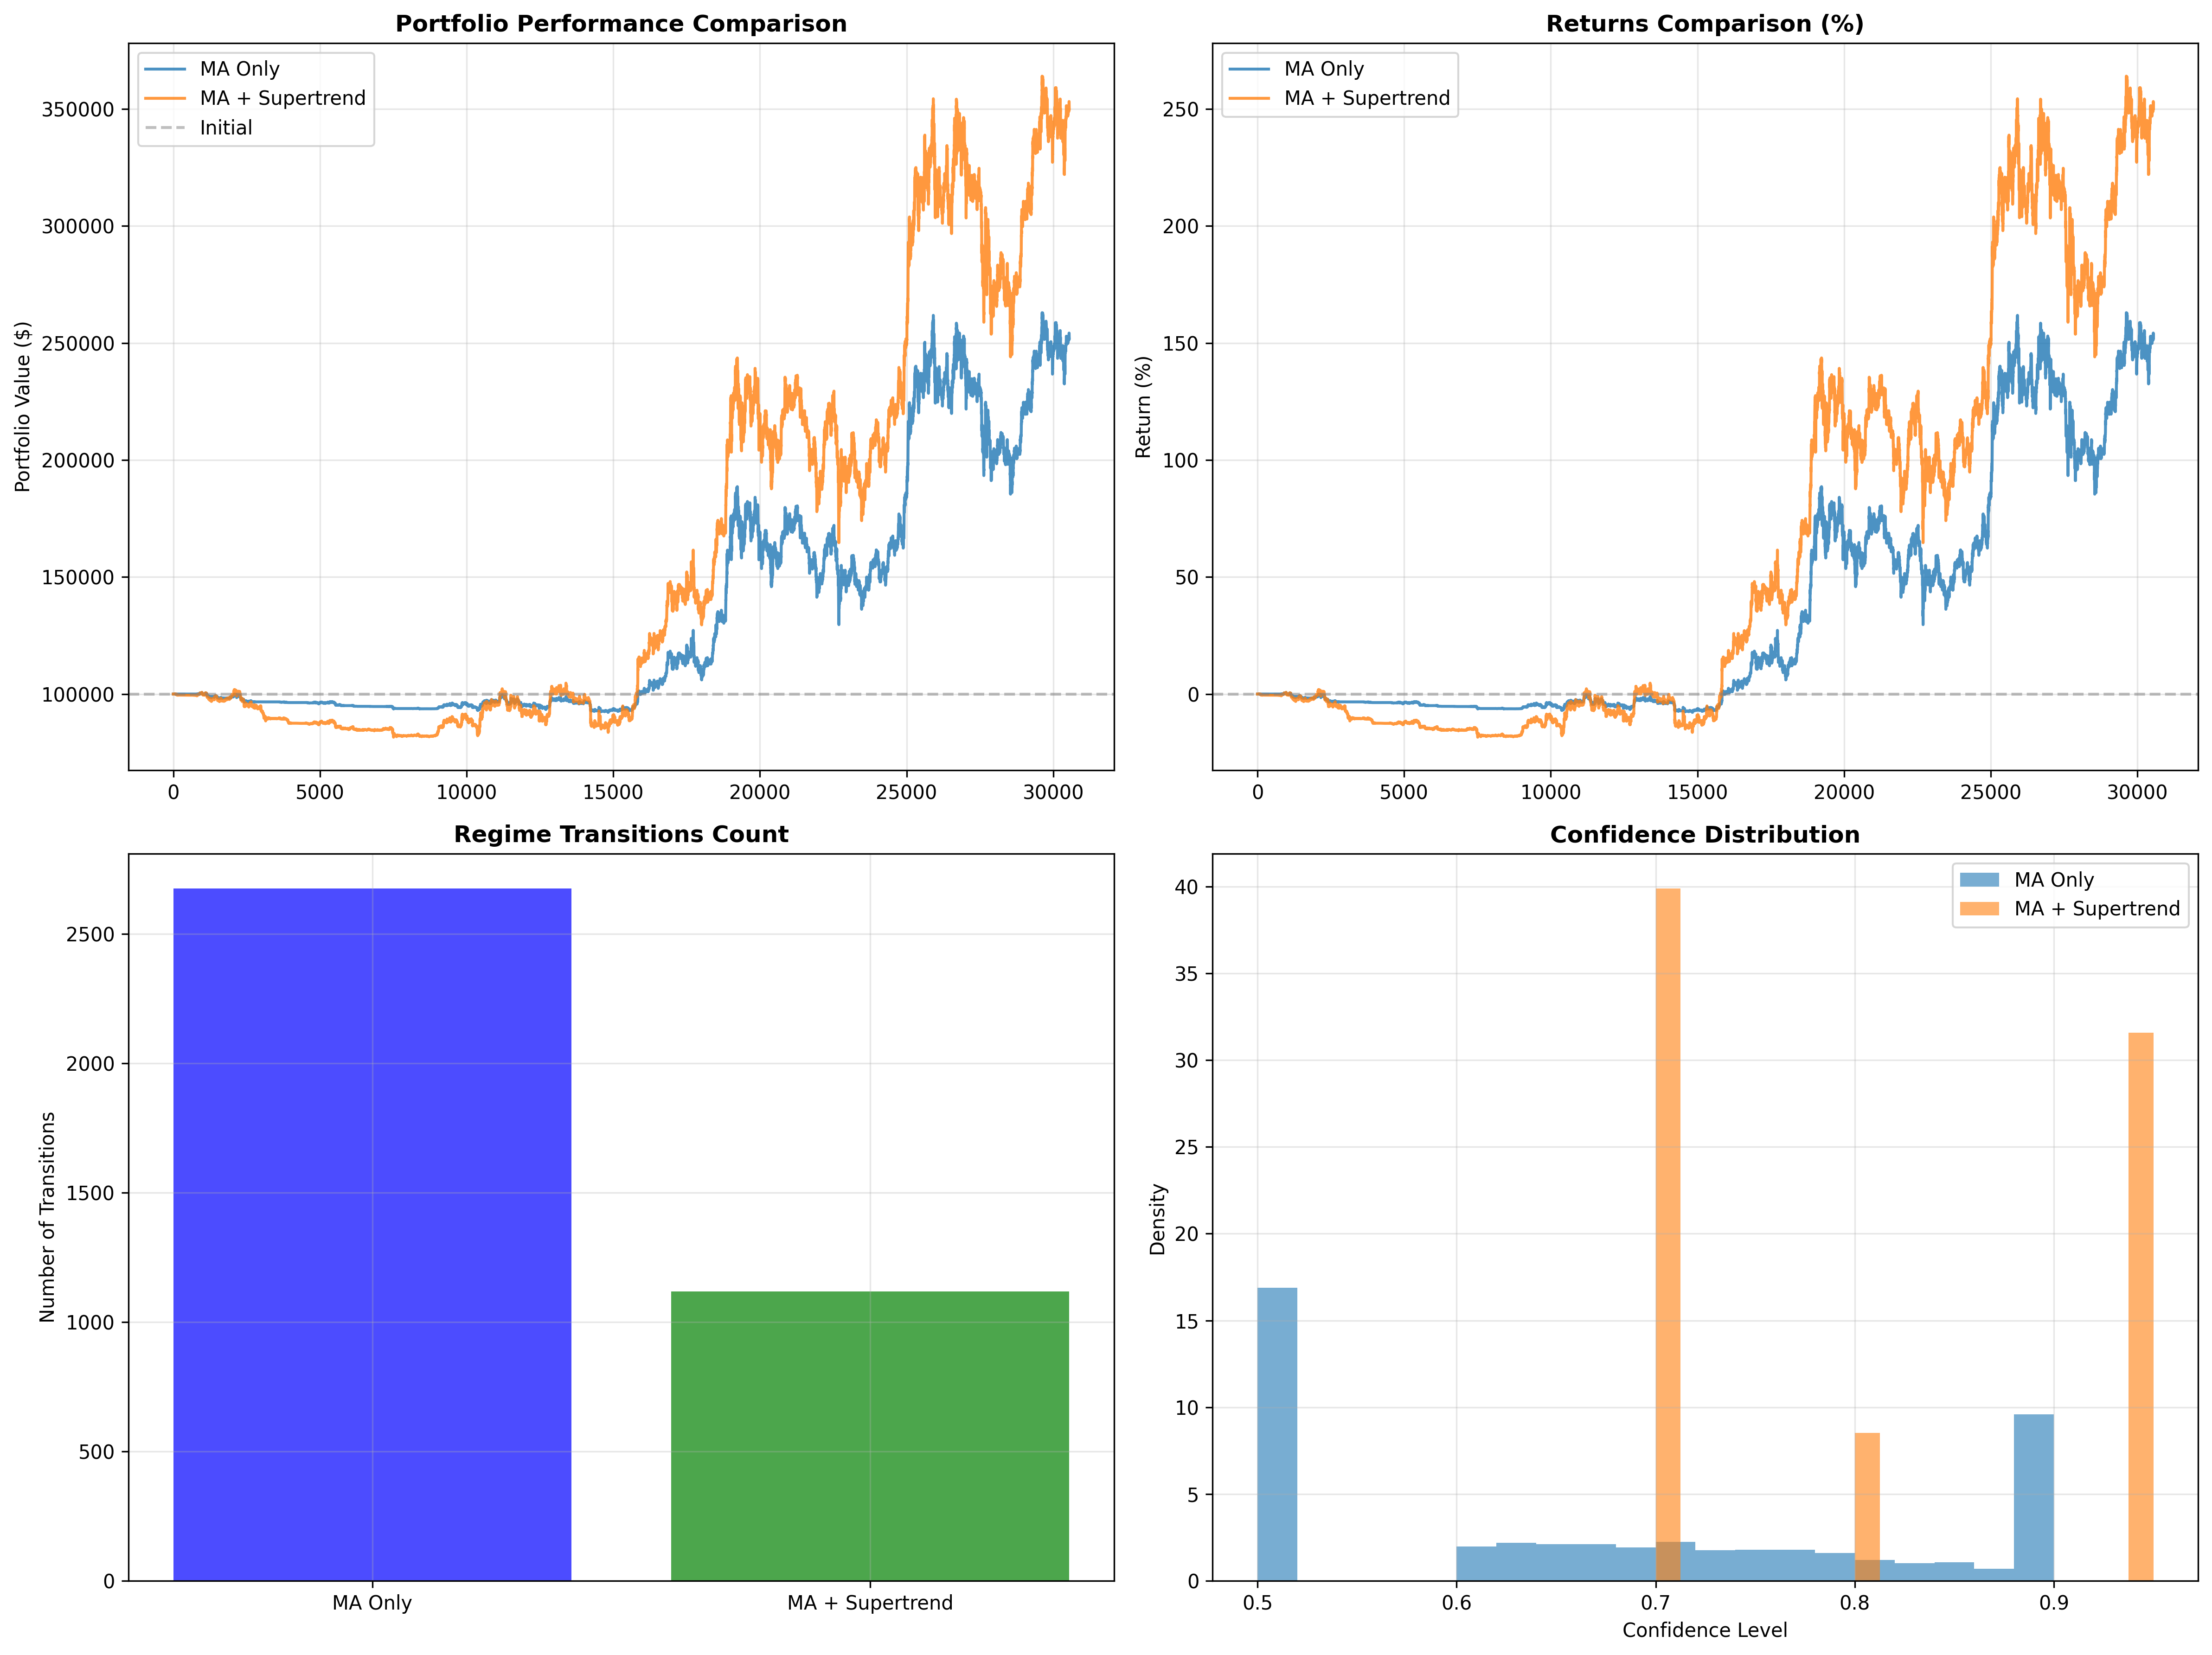 Portfolio Performance Comparison
Portfolio Value ($)
350000
300000
250000
200000
150000
100000
MA Only
MA + Supertrend
Initial
0 5000 10000 15000 20000 25000 30000
Returns Comparison (%)
Return (%)
250
200
150
100
50
0
MA Only
MA + Supertrend
0 5000 10000 15000 20000 25000 30000
Regime Transitions Count
Number of Transitions
2500
2000
1500
1000
500
0
MA Only MA + Supertrend
Confidence Distribution
Density
40
35
30
25
20
15
10
5
0
MA Only
MA + Supertrend
0.5 0.6 0.7 0.8 0.9
Confidence Level